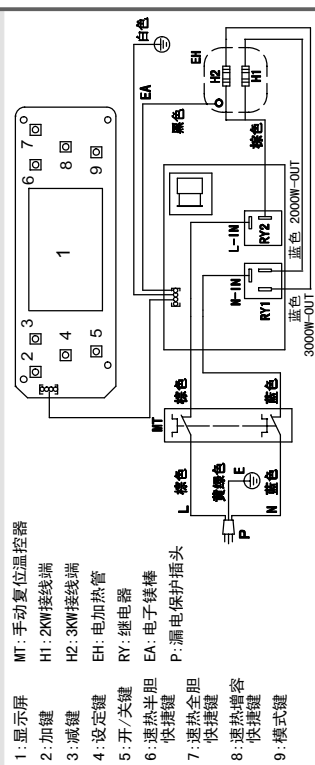 1:显示屏
2:加键
3:减键
4:设定键
5:开/关键
6:速热半胆
快捷键
7:速热全胆
快捷键
8:速热增容
快捷键
9:模式键
MT:手动复位温控器
H1:2KW接线端
H2:3KW接线端
EH:电加热管
RY:继电器
EA:电子镁棒
P:漏电保护插头
1
2
3
4
5
6
7
8
9
P
L
棕色
黄绿色
E
N
蓝色
MT
棕色
蓝色
N-IN
L-IN
RY1
RY2
蓝色
3000W-OUT
蓝色 2000W-OUT
棕色
黑色
EA
白色
EH
H2
H1